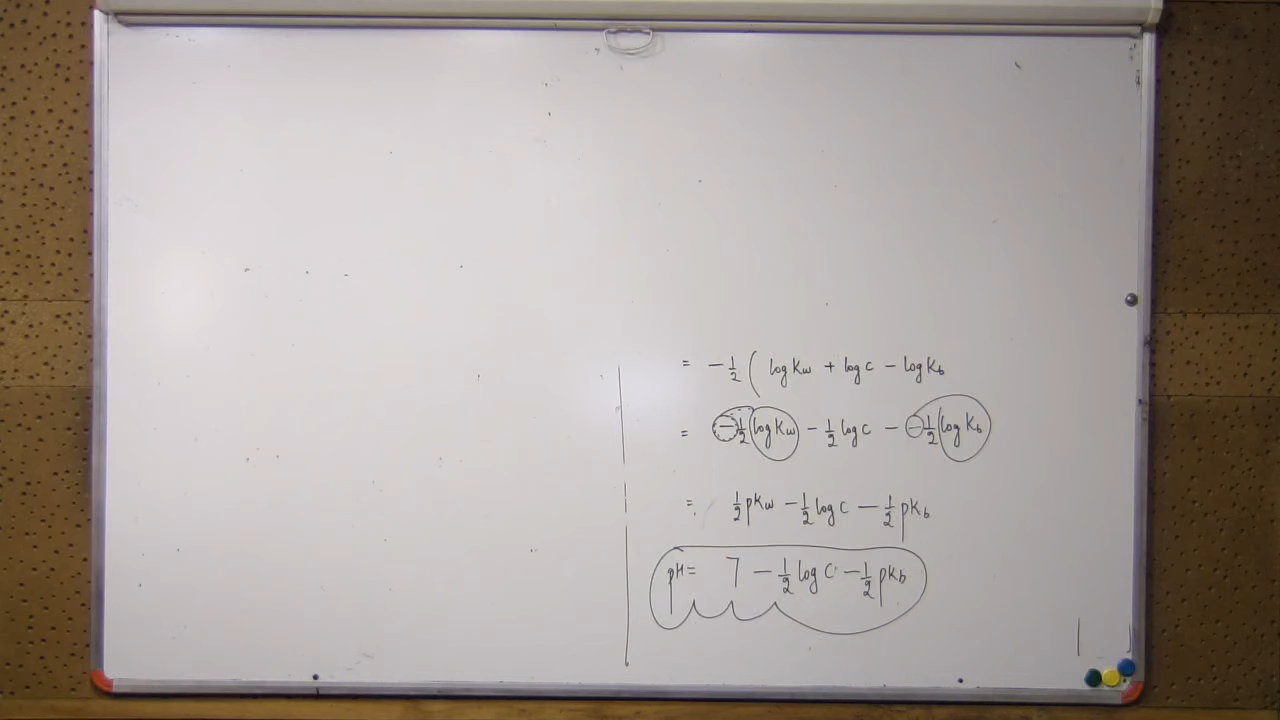 = -½ ( log Kw + log c - log Kb
= -½ log Kw - ½ log c - -½ log Kb
= ½ pKw - ½ log c - ½ pKb
pH = 7 - ½ log C - ½ pKb